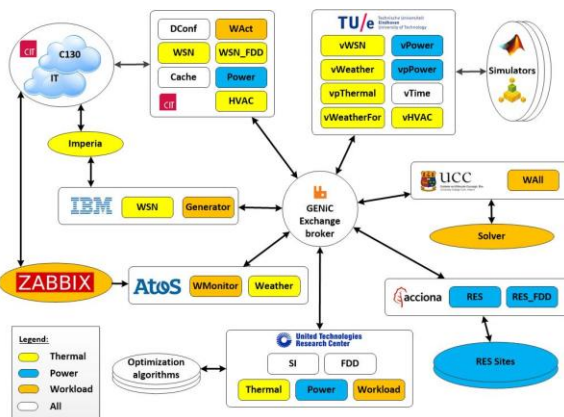 C130
IT
CIT
DConf
WAct
WSN
WSN_FDD
Cache
Power
CIT
HVAC
TU/e
Technische Universiteit
Eindhoven
University of Technology
vWSN
vPower
vWeather
vpPower
vpThermal
vTime
vWeatherFor
vHVAC
Simulators
Imperia
IBM
WSN
Generator
GENiC
Exchange
broker
UCC
WAll
Solver
ZABBIX
Atos
WMonitor
Weather
acciona
RES
RES_FDD
RES Sites
United Technologies
Research Center
SI
FDD
Thermal
Power
Workload
Optimization
algorithms
Legend:
Thermal
Power
Workload
All